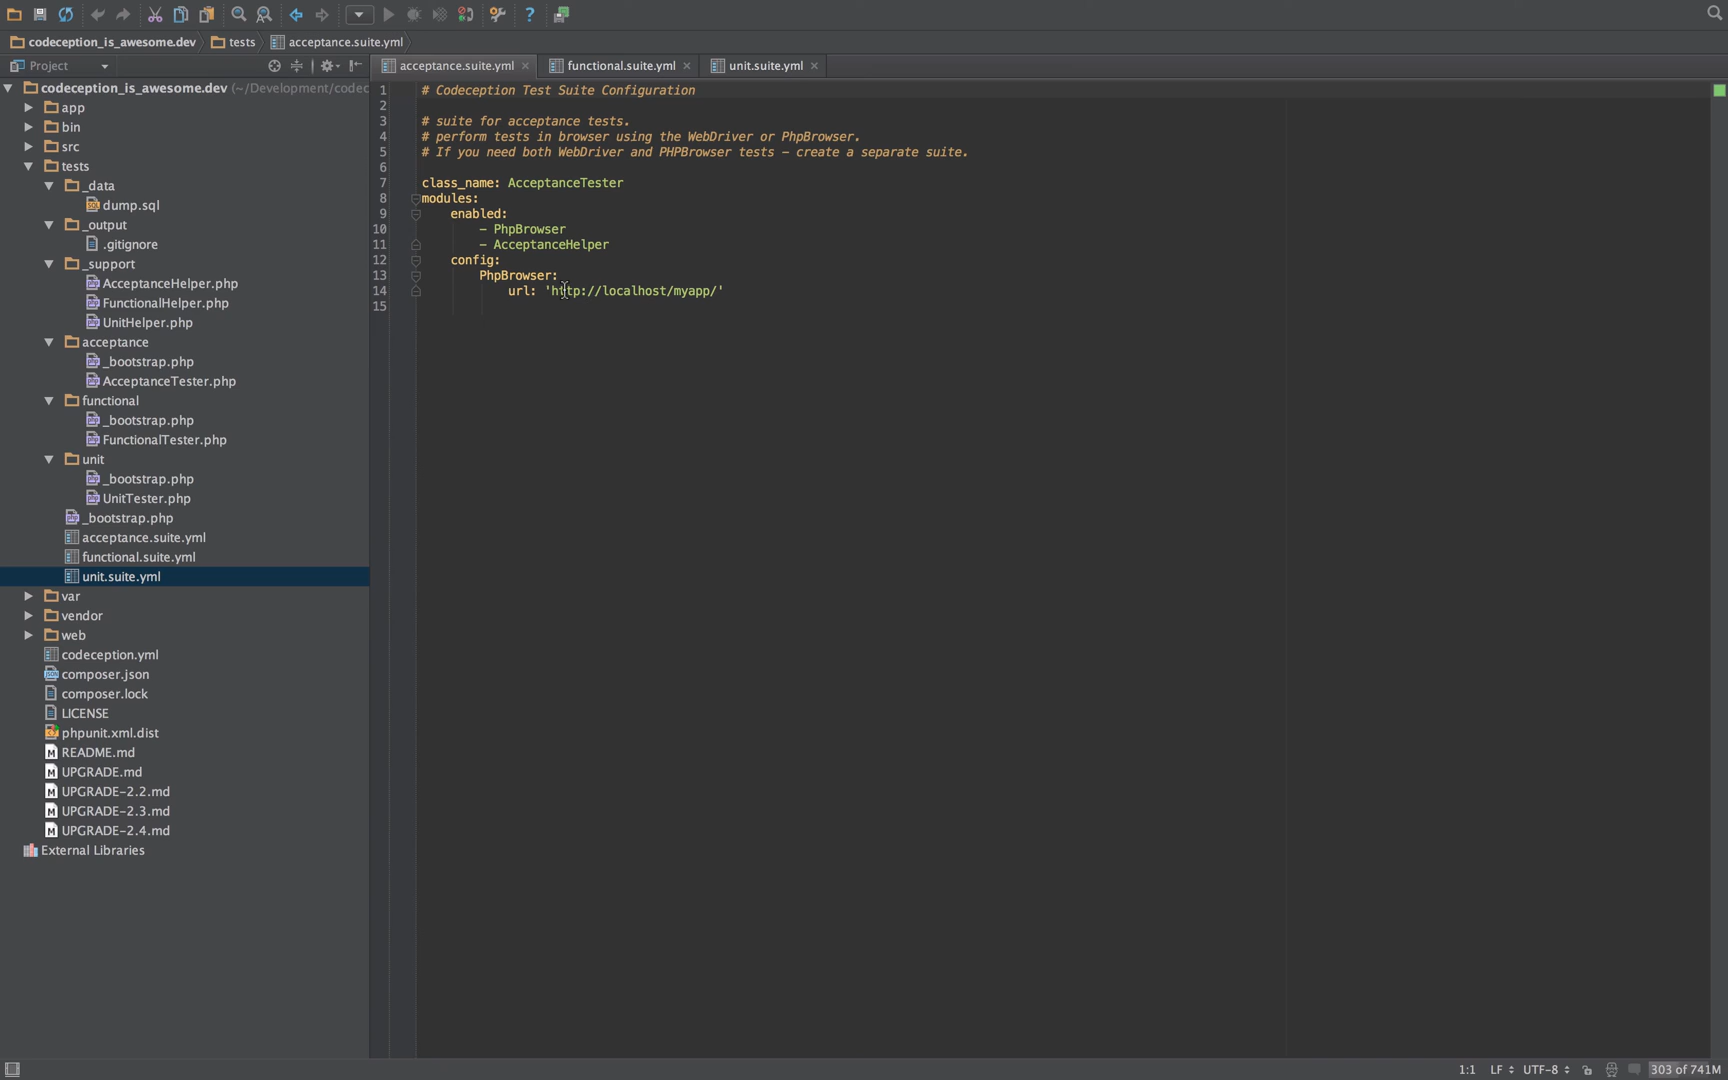 codeception_is_awesome.dev tests acceptance.suite.yml
Project
acceptance.suite.yml functional.suite.yml unit.suite.yml
codeception_is_awesome.dev (~/Development/codec
app
bin
src
tests
_data
dump.sql
_output
.gitignore
_support
AcceptanceHelper.php
FunctionalHelper.php
UnitHelper.php
acceptance
_bootstrap.php
AcceptanceTester.php
functional
_bootstrap.php
FunctionalTester.php
unit
_bootstrap.php
UnitTester.php
_bootstrap.php
acceptance.suite.yml
functional.suite.yml
unit.suite.yml
var
vendor
web
codeception.yml
composer.json
composer.lock
LICENSE
phpunit.xml.dist
README.md
UPGRADE.md
UPGRADE-2.2.md
UPGRADE-2.3.md
UPGRADE-2.4.md
External Libraries
1 # Codeception Test Suite Configuration
2
3 # suite for acceptance tests.
4 # perform tests in browser using the WebDriver or PhpBrowser.
5 # If you need both WebDriver and PHPBrowser tests - create a separate suite.
6
7 class_name: AcceptanceTester
8 modules:
9 enabled:
10 - PhpBrowser
11 - AcceptanceHelper
12 config:
13 PhpBrowser:
14 url: 'http://localhost/myapp/'
15
1:1 LF UTF-8 303 of 741M